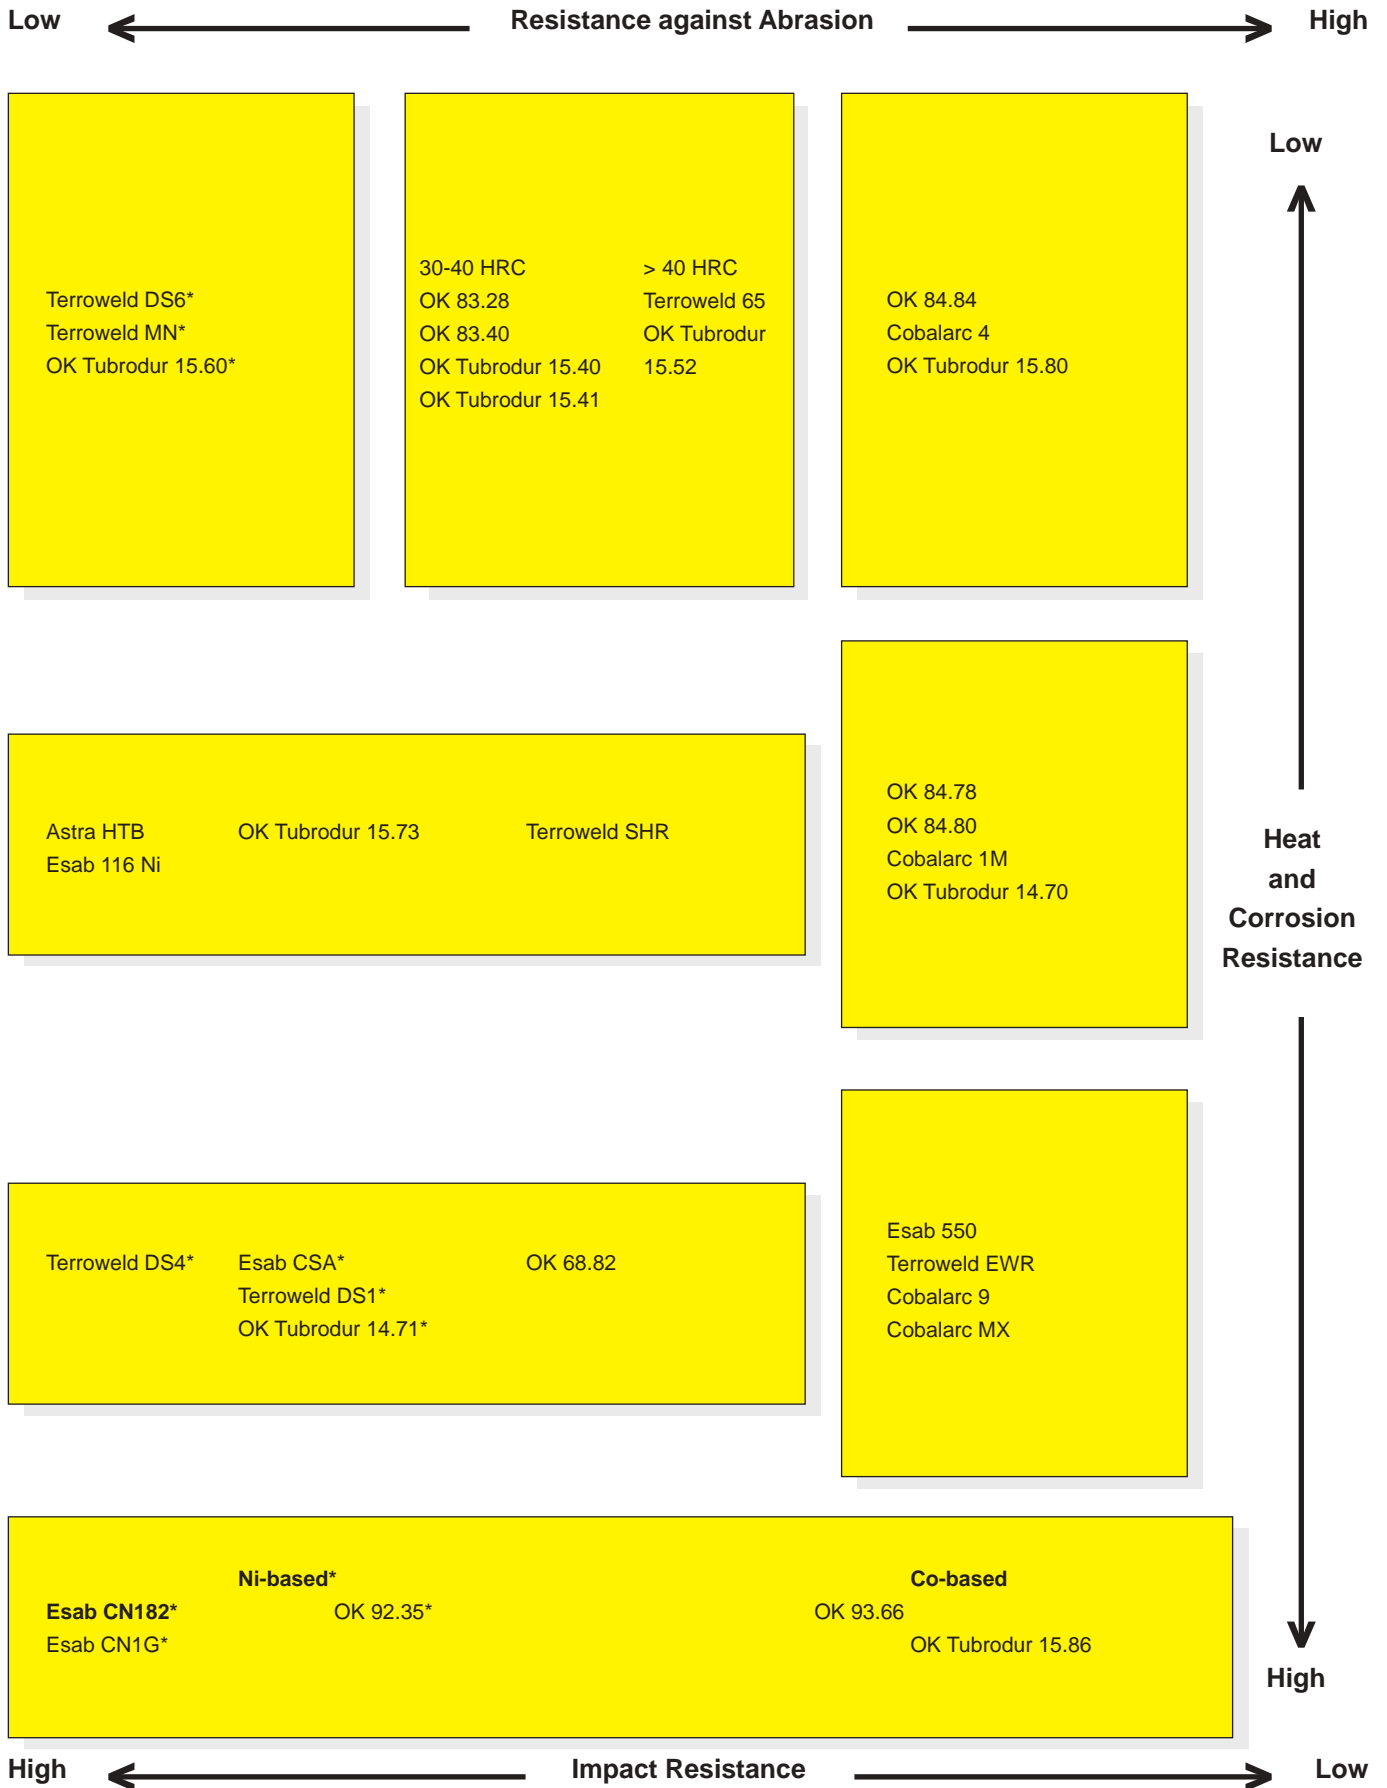 Low Resistance against Abrasion High
Low
Terroweld DS6*
Terroweld MN*
OK Tubrodur 15.60*
30-40 HRC
OK 83.28
OK 83.40
OK Tubrodur 15.40
OK Tubrodur 15.41
> 40 HRC
Terroweld 65
OK Tubrodur
15.52
OK 84.84
Cobalarc 4
OK Tubrodur 15.80
Astra HTB OK Tubrodur 15.73 Terroweld SHR
Esab 116 Ni
OK 84.78
OK 84.80
Cobalarc 1M
OK Tubrodur 14.70
Heat
and
Corrosion
Resistance
Terroweld DS4* Esab CSA* OK 68.82
Terroweld DS1*
OK Tubrodur 14.71*
Esab 550
Terroweld EWR
Cobalarc 9
Cobalarc MX
Ni-based* Co-based
Esab CN182* OK 92.35* OK 93.66
Esab CN1G* OK Tubrodur 15.86
High
High Impact Resistance Low